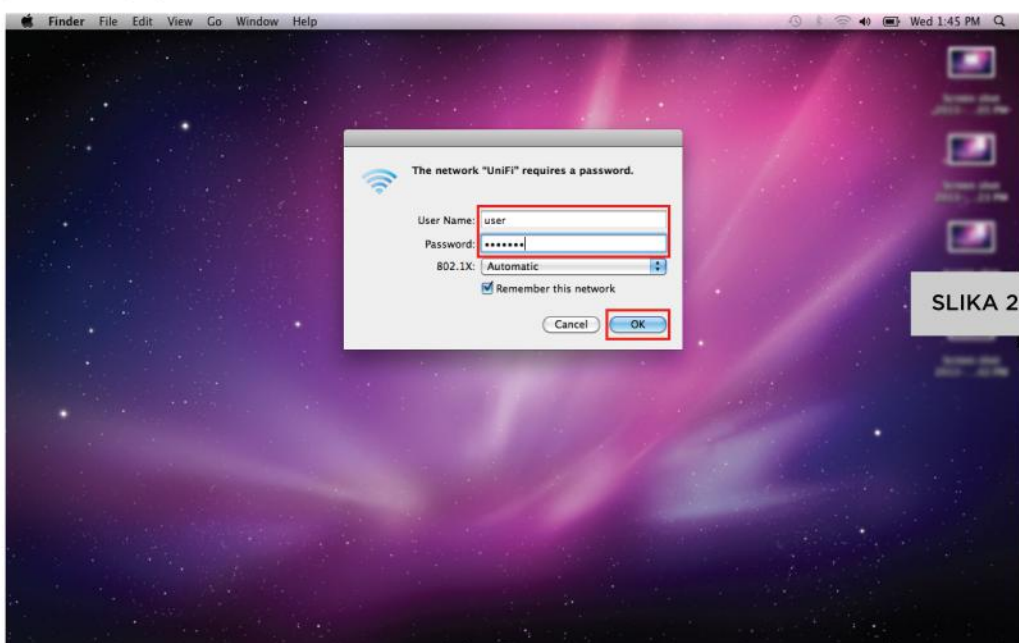 Finder File Edit View Go Window Help
Wed 1:45 PM
The network "UniFi" requires a password.
User Name: user
Password: •••••••
802.1X: Automatic
Remember this network
Cancel OK
SLIKA 2